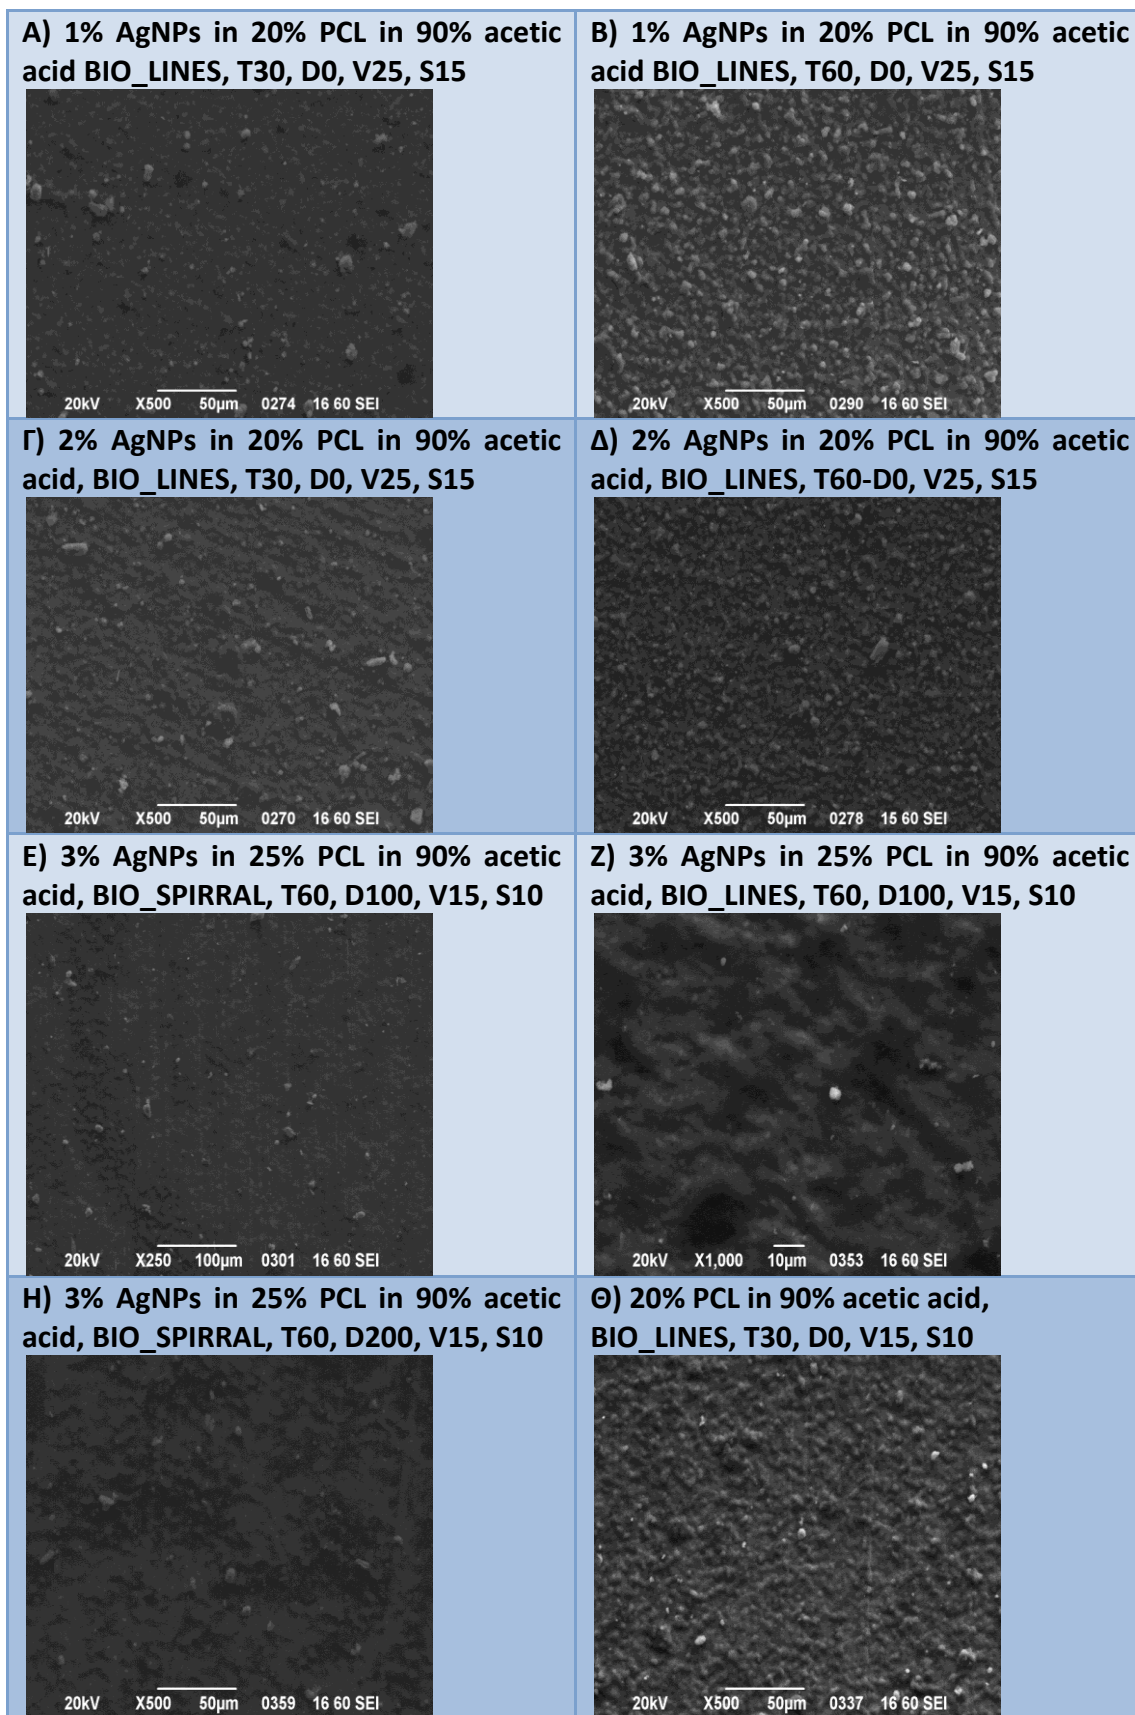 Α) 1% AgNPs in 20% PCL in 90% acetic
acid BIO_LINES, T30, D0, V25, S15
20kV X500 50µm 0274 16 60 SEI
Β) 1% AgNPs in 20% PCL in 90% acetic
acid BIO_LINES, T60, D0, V25, S15
20kV X500 50µm 0290 16 60 SEI
Γ) 2% AgNPs in 20% PCL in 90% acetic
acid, BIO_LINES, T30, D0, V25, S15
20kV X500 50µm 0270 16 60 SEI
Δ) 2% AgNPs in 20% PCL in 90% acetic
acid, BIO_LINES, T60-D0, V25, S15
20kV X500 50µm 0278 15 60 SEI
Ε) 3% AgNPs in 25% PCL in 90% acetic
acid, BIO_SPIRRAL, T60, D100, V15, S10
20kV X250 100µm 0301 16 60 SEI
Ζ) 3% AgNPs in 25% PCL in 90% acetic
acid, BIO_LINES, T60, D100, V15, S10
20kV X1,000 10µm 0353 16 60 SEI
Η) 3% AgNPs in 25% PCL in 90% acetic
acid, BIO_SPIRRAL, T60, D200, V15, S10
20kV X500 50µm 0359 16 60 SEI
Θ) 20% PCL in 90% acetic acid,
BIO_LINES, T30, D0, V15, S10
20kV X500 50µm 0337 16 60 SEI